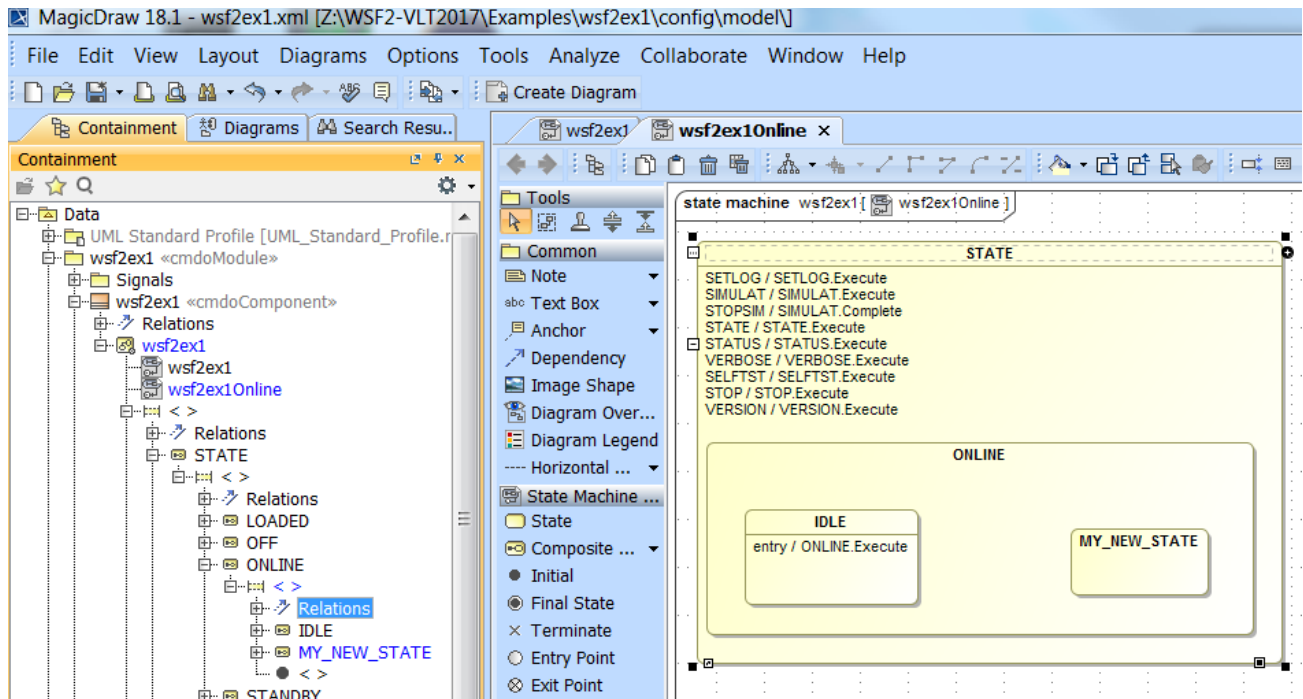 MagicDraw 18.1 - wsf2ex1.xml [Z:\WSF2-VLT2017\Examples\wsf2ex1\config\model\]
File Edit View Layout Diagrams Options Tools Analyze Collaborate Window Help
Create Diagram
Containment Diagrams Search Resu..
wsf2ex1 wsf2ex1Online
Containment
Data
UML Standard Profile [UML_Standard_Profile.r
wsf2ex1 «cmdoModule»
Signals
wsf2ex1 «cmdoComponent»
Relations
wsf2ex1
wsf2ex1
wsf2ex1Online
< >
Relations
STATE
< >
Relations
LOADED
OFF
ONLINE
< >
Relations
IDLE
MY_NEW_STATE
< >
STANDBY
Tools
Common
Note
abc Text Box
Anchor
Dependency
Image Shape
Diagram Over...
Diagram Legend
Horizontal ...
State Machine ...
State
Composite ...
Initial
Final State
Terminate
Entry Point
Exit Point
state machine wsf2ex1 [ wsf2ex1Online ]
STATE
SETLOG / SETLOG.Execute
SIMULAT / SIMULAT.Execute
STOPSIM / SIMULAT.Complete
STATE / STATE.Execute
STATUS / STATUS.Execute
VERBOSE / VERBOSE.Execute
SELFTST / SELFTST.Execute
STOP / STOP.Execute
VERSION / VERSION.Execute
ONLINE
IDLE
entry / ONLINE.Execute
MY_NEW_STATE